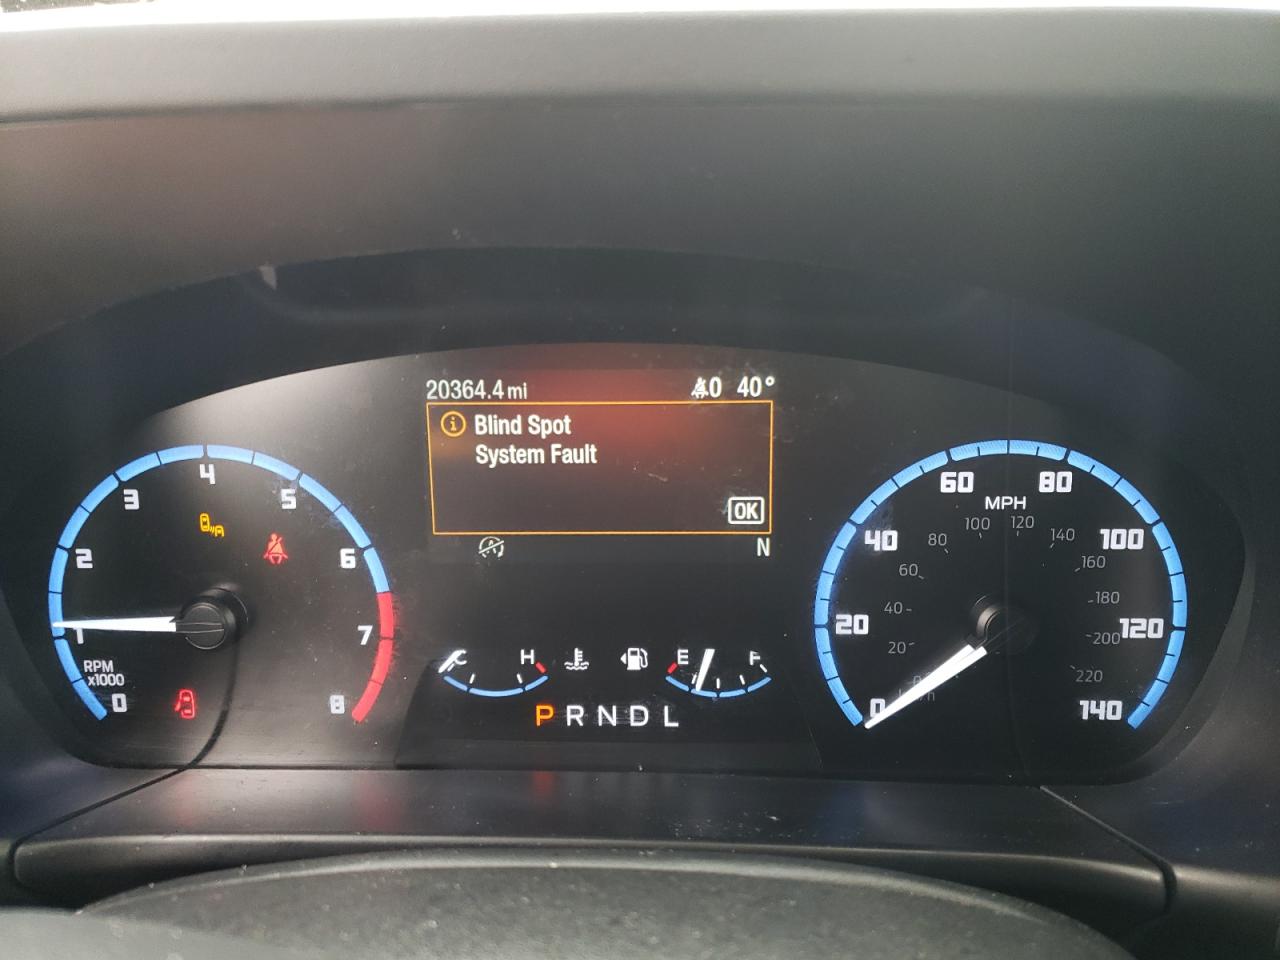 20364.4 mi 0 40°
i Blind Spot
System Fault
OK
N
0 1 2 3 4 5 6 7 8
RPM
x1000
C H
E F
P R N D L
0 20 40 60 80 100 120 140
MPH
20 40 60 80 100 120 140 160 180 200 220